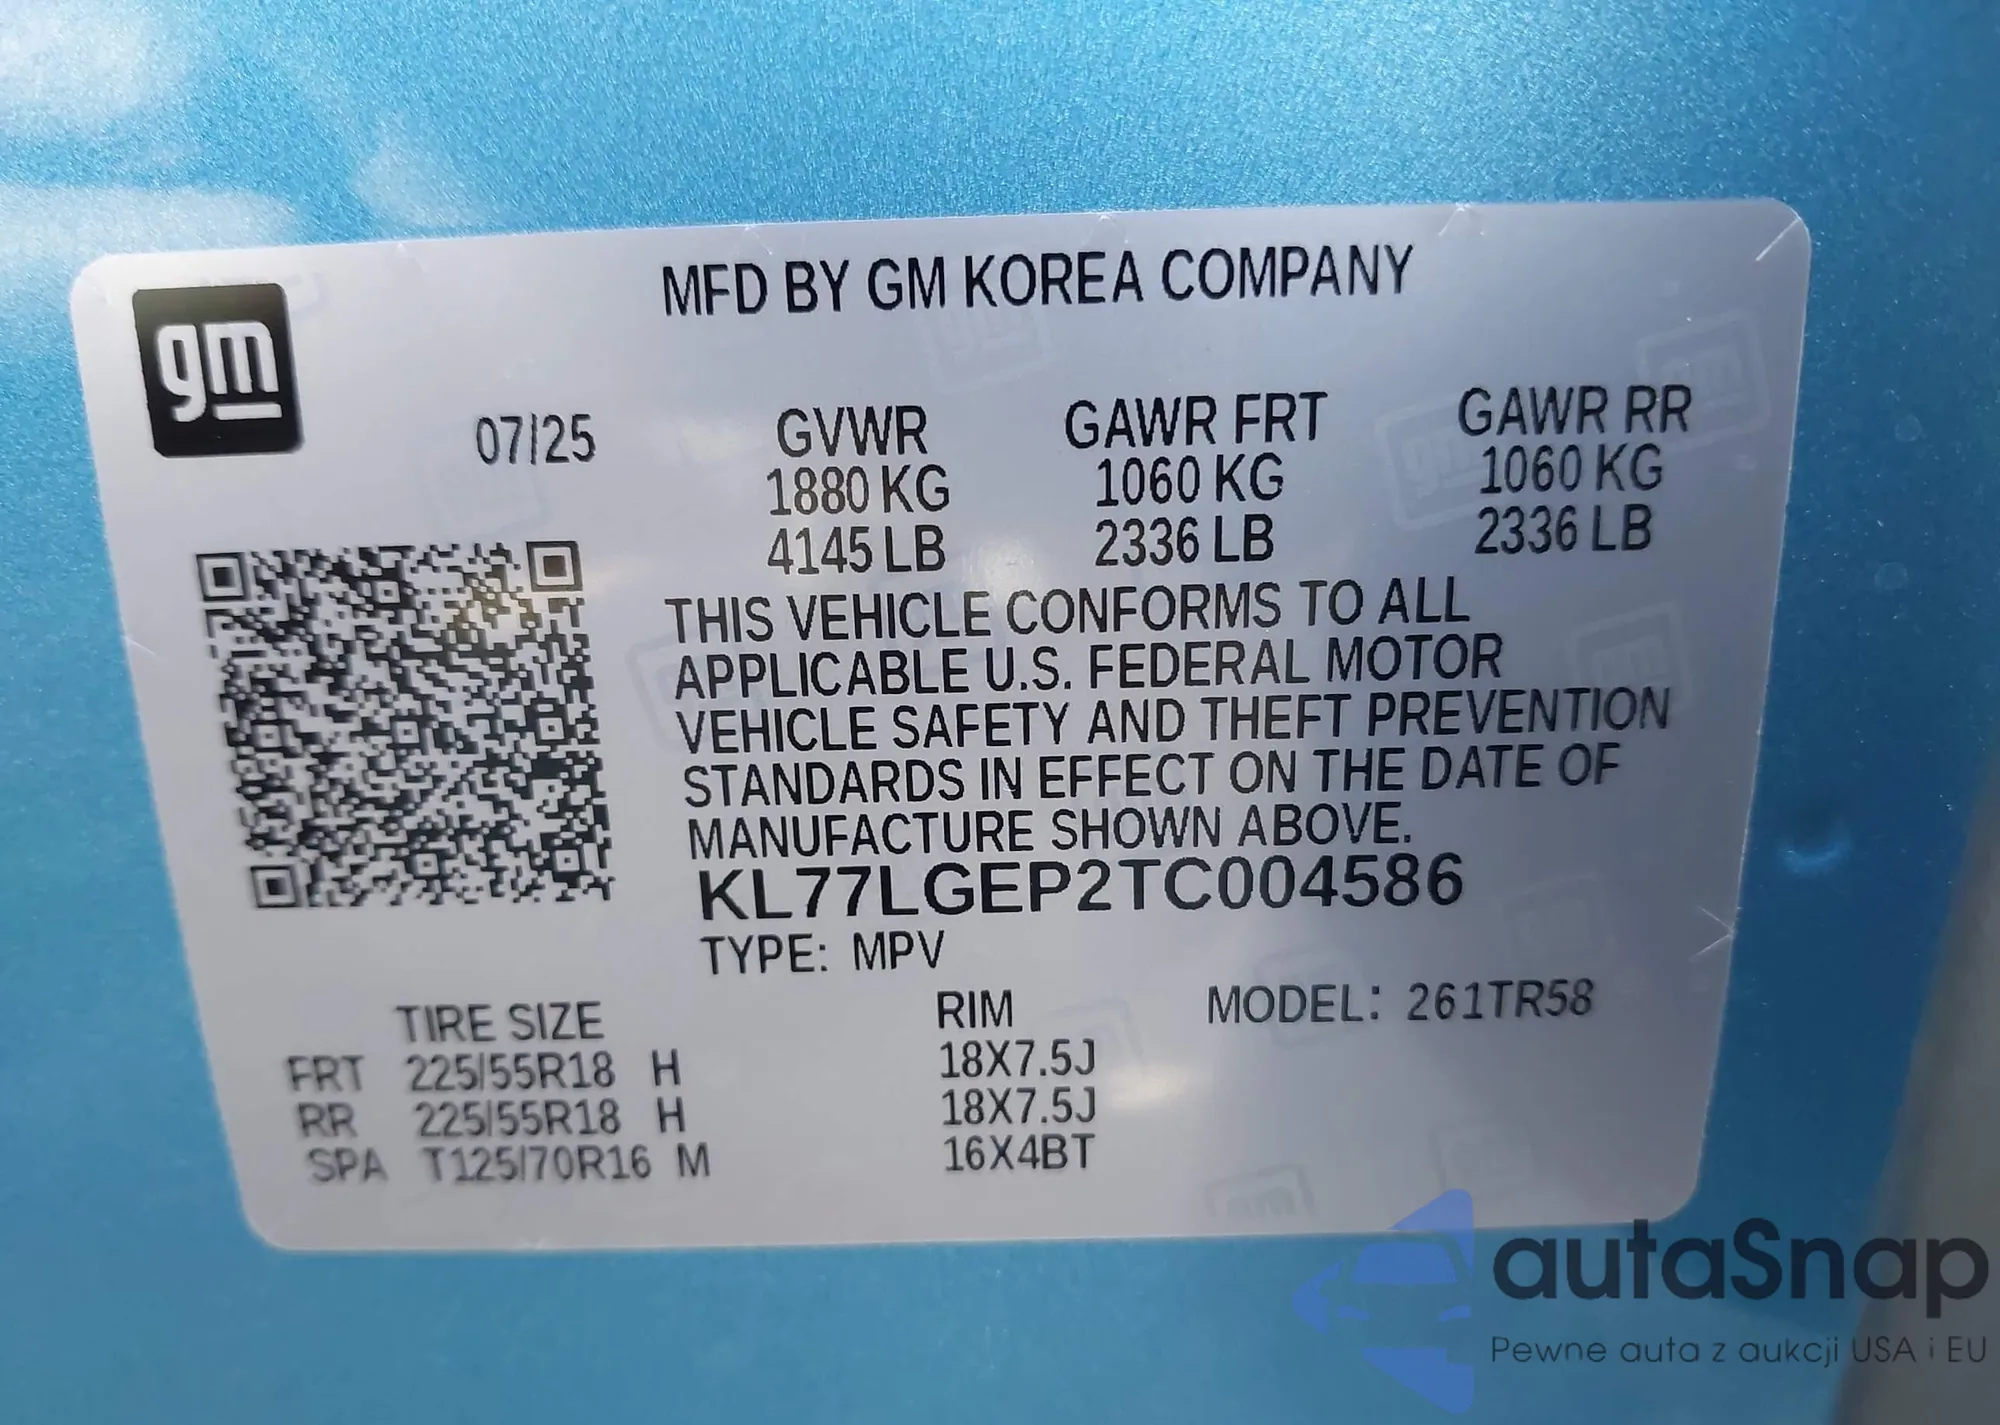 MFD BY GM KOREA COMPANY
gm
07/25
GVWR GAWR FRT GAWR RR
1880 KG 1060 KG 1060 KG
4145 LB 2336 LB 2336 LB
THIS VEHICLE CONFORMS TO ALL
APPLICABLE U.S. FEDERAL MOTOR
VEHICLE SAFETY AND THEFT PREVENTION
STANDARDS IN EFFECT ON THE DATE OF
MANUFACTURE SHOWN ABOVE.
KL77LGEP2TC004586
TYPE: MPV
TIRE SIZE RIM MODEL: 261TR58
FRT 225/55R18 H 18X7.5J
RR 225/55R18 H 18X7.5J
SPA T125/70R16 M 16X4BT
autaSnap
Pewne auta z aukcji USA i EU